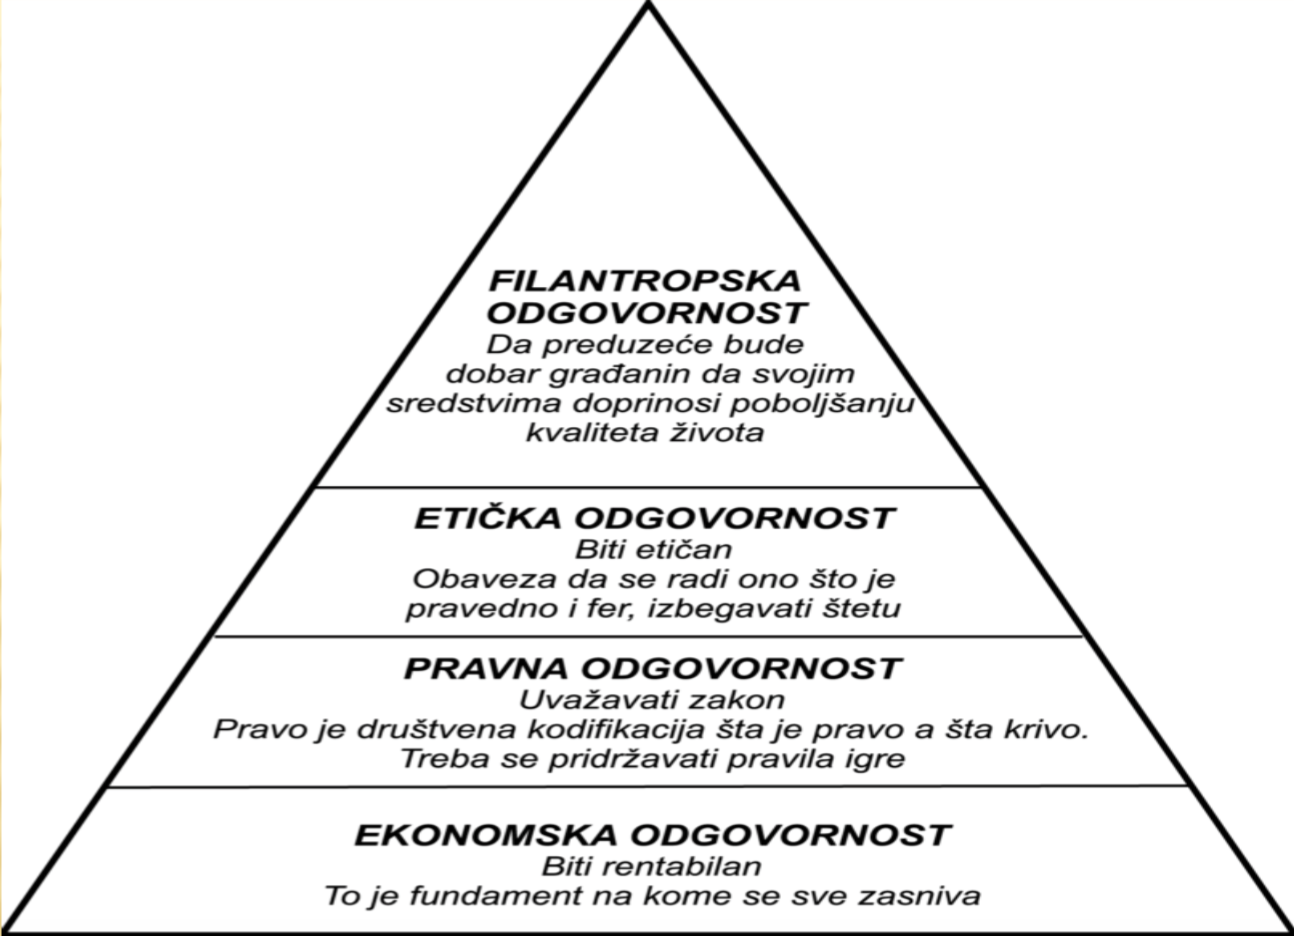 FILANTROPSKA
ODGOVORNOST
Da preduzeće bude
dobar građanin da svojim
sredstvima doprinosi poboljšanju
kvaliteta života
ETIČKA ODGOVORNOST
Biti etičan
Obaveza da se radi ono što je
pravedno i fer, izbegavati štetu
PRAVNA ODGOVORNOST
Uvažavati zakon
Pravo je društvena kodifikacija šta je pravo a šta krivo.
Treba se pridržavati pravila igre
EKONOMSKA ODGOVORNOST
Biti rentabilan
To je fundament na kome se sve zasniva